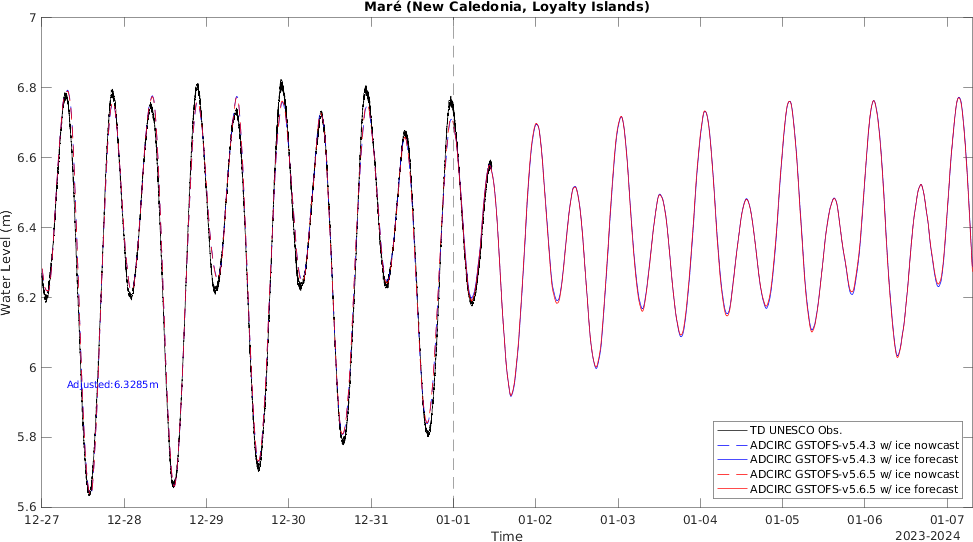 Maré (New Caledonia, Loyalty Islands)
7
6.8
6.6
6.4
6.2
6
5.8
5.6
Water Level (m)
Adjusted:6.3285m
TD UNESCO Obs.
ADCIRC GSTOFS-v5.4.3 w/ ice nowcast
ADCIRC GSTOFS-v5.4.3 w/ ice forecast
ADCIRC GSTOFS-v5.6.5 w/ ice nowcast
ADCIRC GSTOFS-v5.6.5 w/ ice forecast
12-27 12-28 12-29 12-30 12-31 01-01 01-02 01-03 01-04 01-05 01-06 01-07
Time
2023-2024